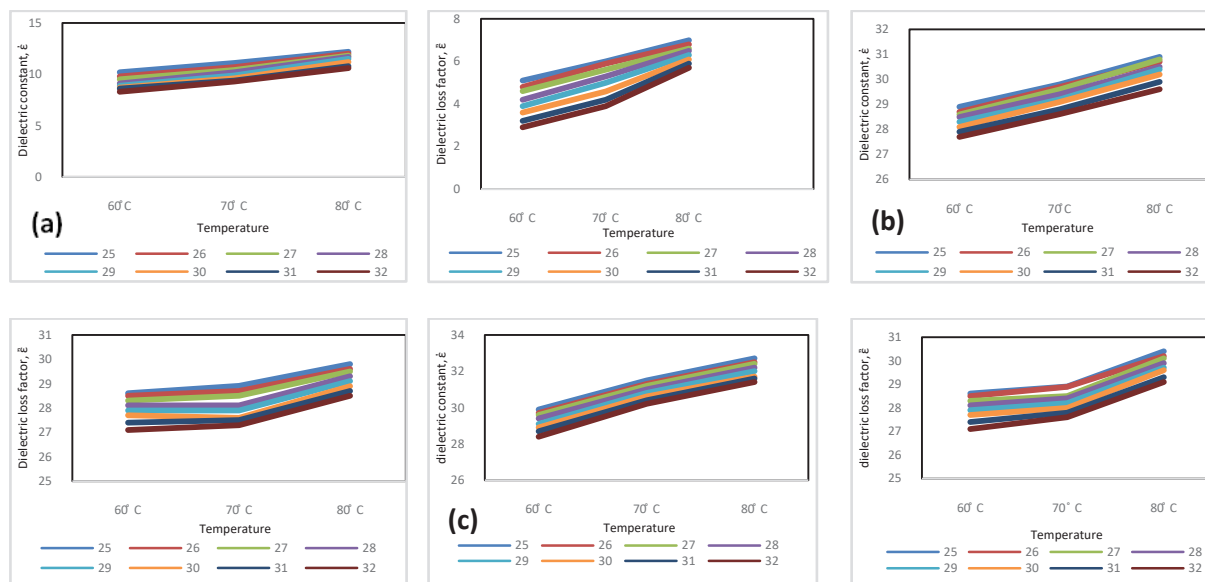 15
10
5
0
Dielectric constant, ἐ
60°C
70°C
80° C
(a)
Temperature
25 26 27 28
29 30 31 32
8
6
4
2
0
Dielectric loss factor, ἒ
60° C
70° C
80° C
Temperature
25 26 27 28
29 30 31 32
32
31
30
29
28
27
26
Dielectric constant, ἐ
60° C
70° C
80° C
(b)
Temperature
25 26 27 28
29 30 31 32
31
30
29
28
27
26
25
Dielectric loss factor, ἒ
60° C
70° C
80° C
Temperature
25 26 27 28
29 30 31 32
34
32
30
28
26
dielectric constant, ἐ
60° C
70° C
80° C
(c)
Temperature
25 26 27 28
29 30 31 32
31
30
29
28
27
26
25
dielectric loss factor, ἒ
60° C
70° C
80° C
Temperature
25 26 27 28
29 30 31 32